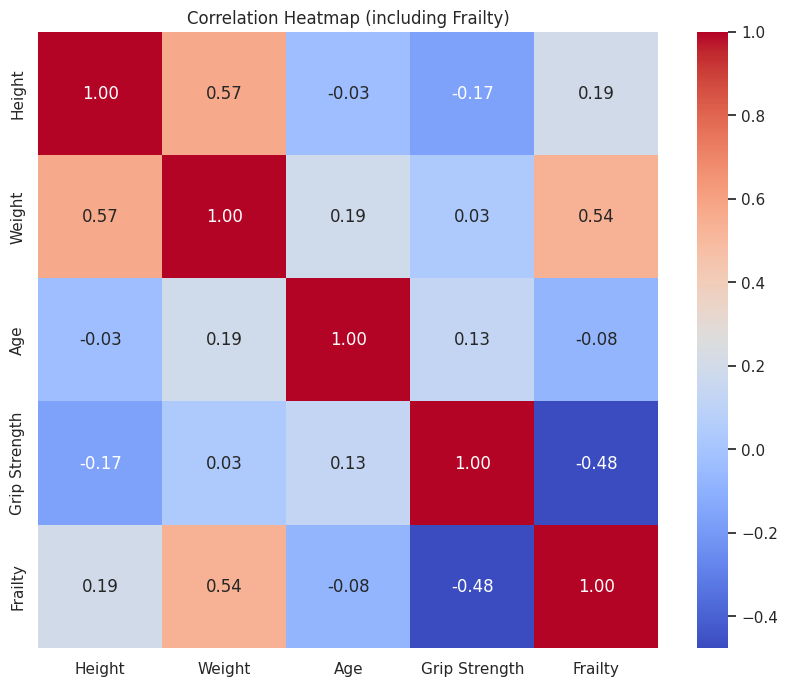 Correlation Heatmap (including Frailty)
Height 1.00 0.57 -0.03 -0.17 0.19
Weight 0.57 1.00 0.19 0.03 0.54
Age -0.03 0.19 1.00 0.13 -0.08
Grip Strength -0.17 0.03 0.13 1.00 -0.48
Frailty 0.19 0.54 -0.08 -0.48 1.00
Height Weight Age Grip Strength Frailty
1.0
0.8
0.6
0.4
0.2
0.0
−0.2
−0.4